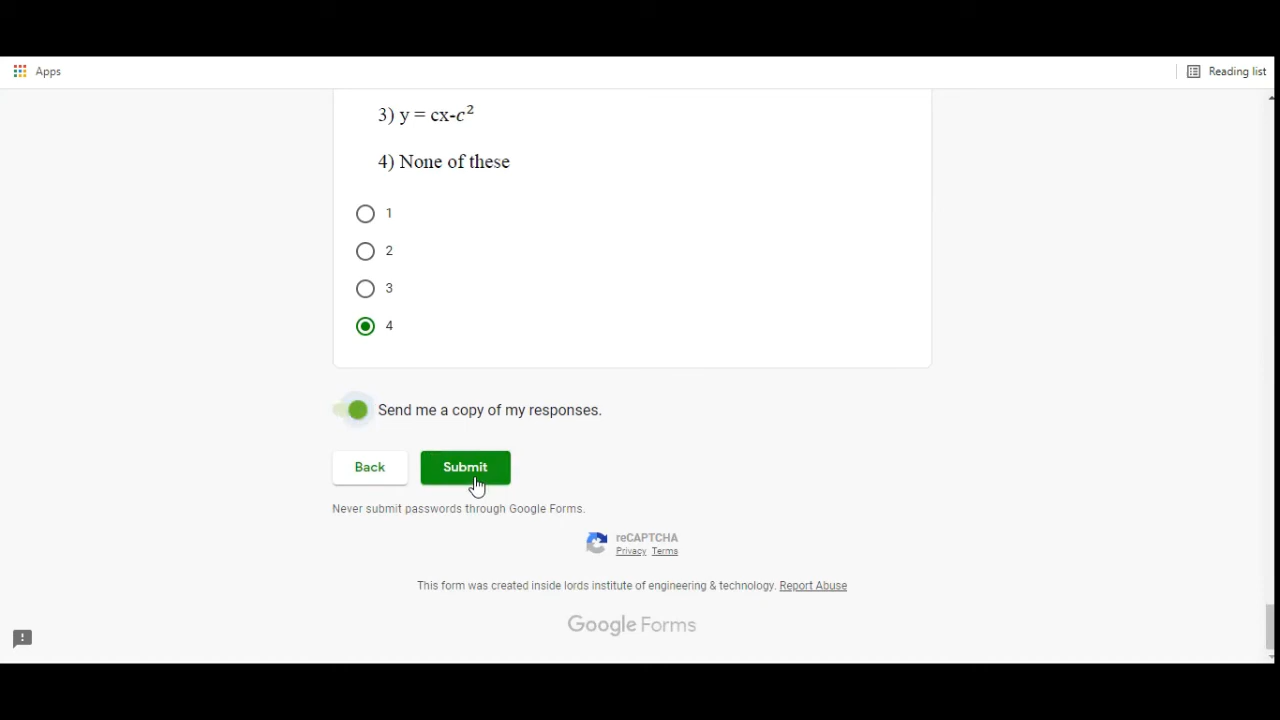 Apps
Reading list
3) y = cx-c²
4) None of these
1
2
3
4
Send me a copy of my responses.
Back
Submit
Never submit passwords through Google Forms.
reCAPTCHA
Privacy Terms
This form was created inside lords institute of engineering & technology. Report Abuse
Google Forms